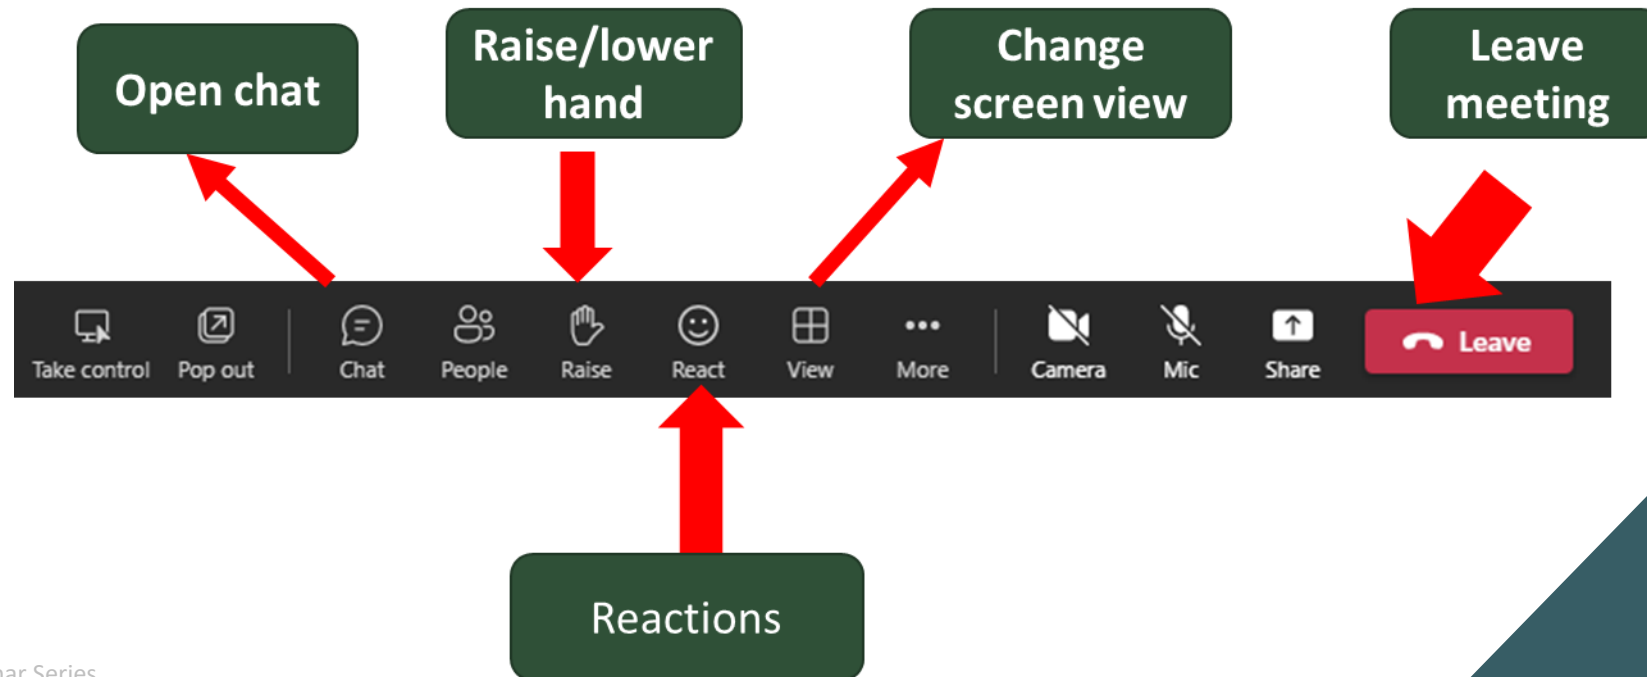 Open chat
Raise/lower
hand
Change
screen view
Leave
meeting
Take control
Pop out
Chat
People
Raise
React
View
More
Camera
Mic
Share
Leave
Reactions
Series